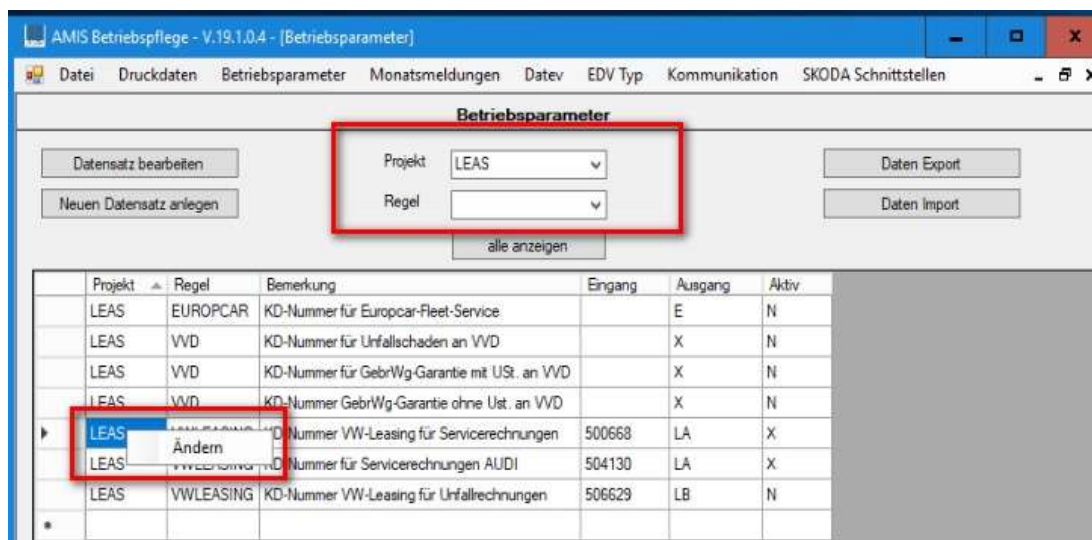 AMIS Betriebspflege - V.19.1.0.4 - [Betriebsparameter]
Datei Druckdaten Betriebsparameter Monatsmeldungen Datev EDV Typ Kommunikation SKODA Schnittstellen
Betriebsparameter
Datensatz bearbeiten Projekt LEAS Daten Export
Neuen Datensatz anlegen Regel Daten Import
alle anzeigen
Projekt Regel Bemerkung Eingang Ausgang Aktiv
LEAS EUROPCAR KD-Nummer für Europcar-Fleet-Service E N
LEAS VVD KD-Nummer für Unfallschaden an VVD X N
LEAS VVD KD-Nummer für GebrWg-Garantie mit USt. an VVD X N
LEAS VVD KD-Nummer GebrWg-Garantie ohne Ust. an VVD X N
LEAS KD-Nummer VW-Leasing für Servicerechnungen 500668 LA X
Ändern
LEAS VWLEASING KD-Nummer für Servicerechnungen AUDI 504130 LA X
LEAS VWLEASING KD-Nummer VW-Leasing für Unfallrechnungen 506629 LB N